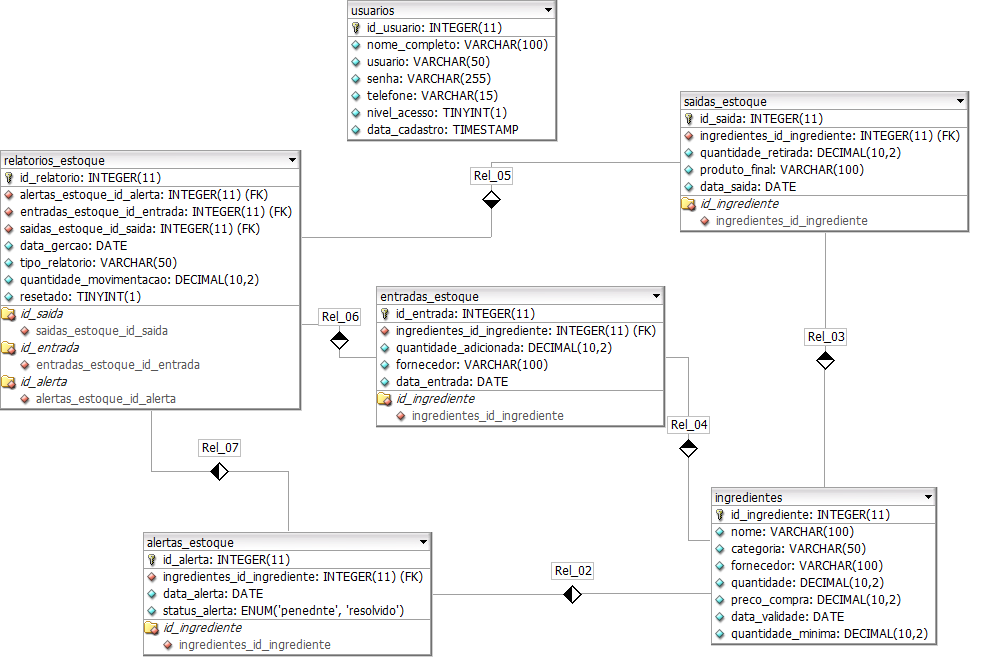 usuarios
id_usuario: INTEGER(11)
nome_completo: VARCHAR(100)
usuario: VARCHAR(50)
senha: VARCHAR(255)
telefone: VARCHAR(15)
nivel_acesso: TINYINT(1)
data_cadastro: TIMESTAMP
saidas_estoque
id_saida: INTEGER(11)
ingredientes_id_ingrediente: INTEGER(11) (FK)
quantidade_retirada: DECIMAL(10,2)
produto_final: VARCHAR(100)
data_saida: DATE
id_ingrediente
ingredientes_id_ingrediente
relatorios_estoque
id_relatorio: INTEGER(11)
alertas_estoque_id_alerta: INTEGER(11) (FK)
entradas_estoque_id_entrada: INTEGER(11) (FK)
saidas_estoque_id_saida: INTEGER(11) (FK)
data_gercao: DATE
tipo_relatorio: VARCHAR(50)
quantidade_movimentacao: DECIMAL(10,2)
resetado: TINYINT(1)
id_saida
saidas_estoque_id_saida
id_entrada
entradas_estoque_id_entrada
id_alerta
alertas_estoque_id_alerta
Rel_05
Rel_06
entradas_estoque
id_entrada: INTEGER(11)
ingredientes_id_ingrediente: INTEGER(11) (FK)
quantidade_adicionada: DECIMAL(10,2)
fornecedor: VARCHAR(100)
data_entrada: DATE
id_ingrediente
ingredientes_id_ingrediente
Rel_03
Rel_04
Rel_07
ingredientes
id_ingrediente: INTEGER(11)
nome: VARCHAR(100)
categoria: VARCHAR(50)
fornecedor: VARCHAR(100)
quantidade: DECIMAL(10,2)
preco_compra: DECIMAL(10,2)
data_validade: DATE
quantidade_minima: DECIMAL(10,2)
alertas_estoque
id_alerta: INTEGER(11)
ingredientes_id_ingrediente: INTEGER(11) (FK)
data_alerta: DATE
status_alerta: ENUM('penednte', 'resolvido')
id_ingrediente
ingredientes_id_ingrediente
Rel_02